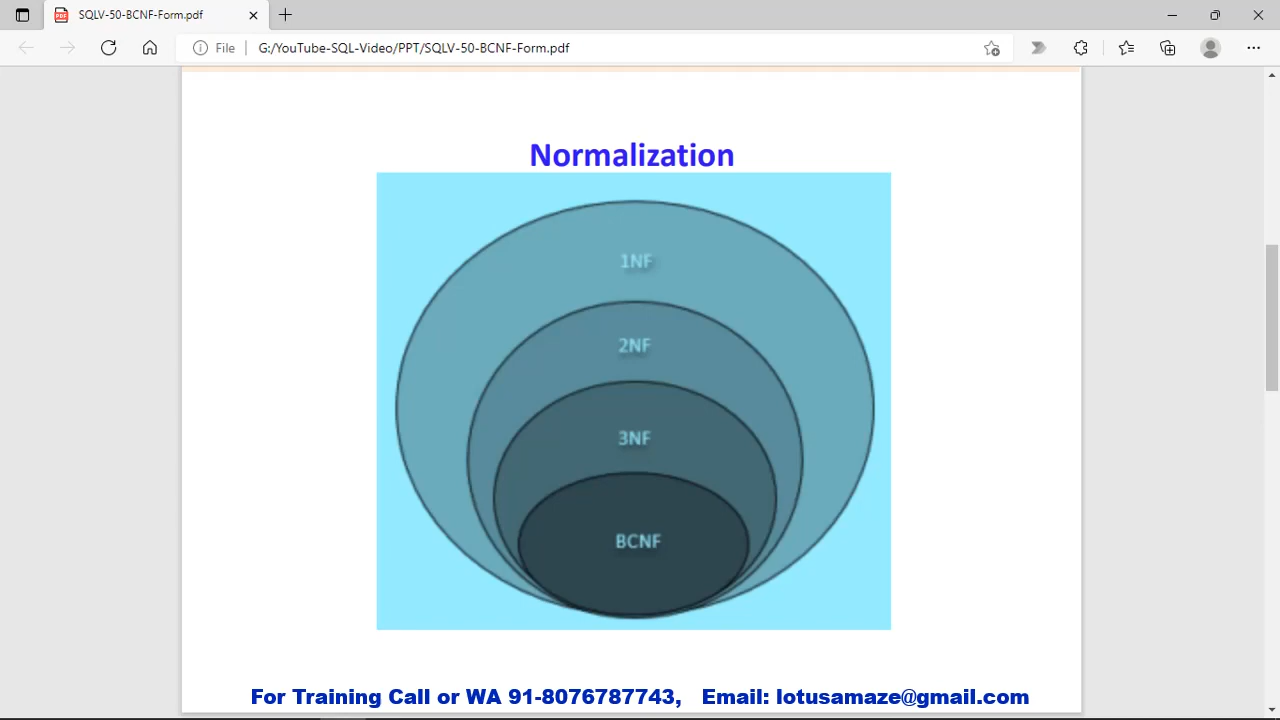 SQLV-50-BCNF-Form.pdf
File
G:/YouTube-SQL-Video/PPT/SQLV-50-BCNF-Form.pdf
Normalization
1NF
2NF
3NF
BCNF
For Training Call or WA 91-8076787743, Email: lotusamaze@gmail.com